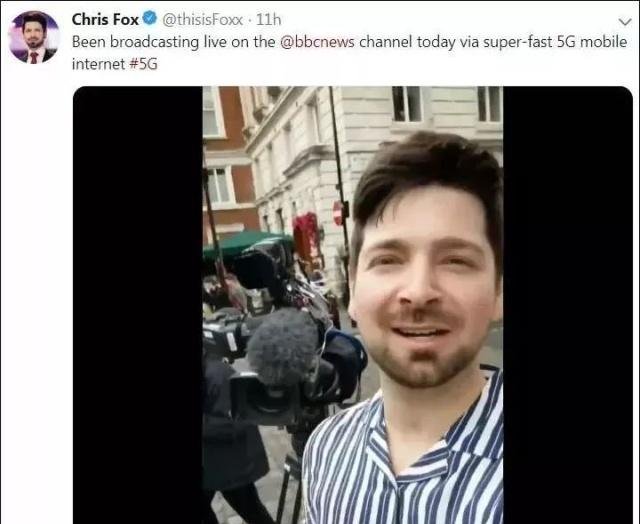 Chris Fox @thisisFoxx · 11h
Been broadcasting live on the @bbcnews channel today via super-fast 5G mobile
internet #5G